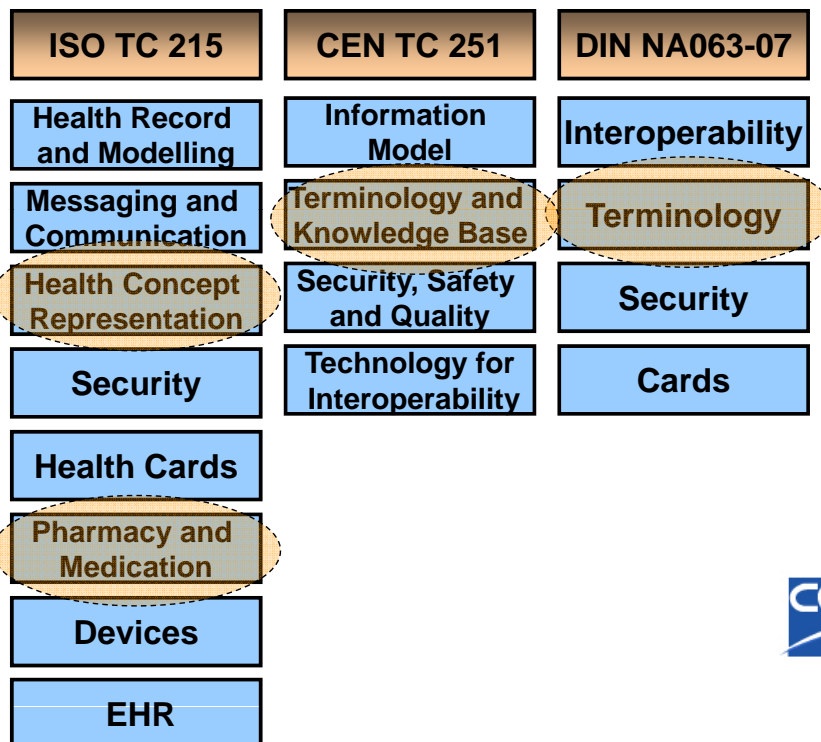 ISO TC 215
Health Record
and Modelling
Messaging and
Communication
Health Concept
Representation
Security
Health Cards
Pharmacy and
Medication
Devices
EHR
CEN TC 251
Information
Model
Terminology and
Knowledge Base
Security, Safety
and Quality
Technology for
Interoperability
DIN NA063-07
Interoperability
Terminology
Security
Cards